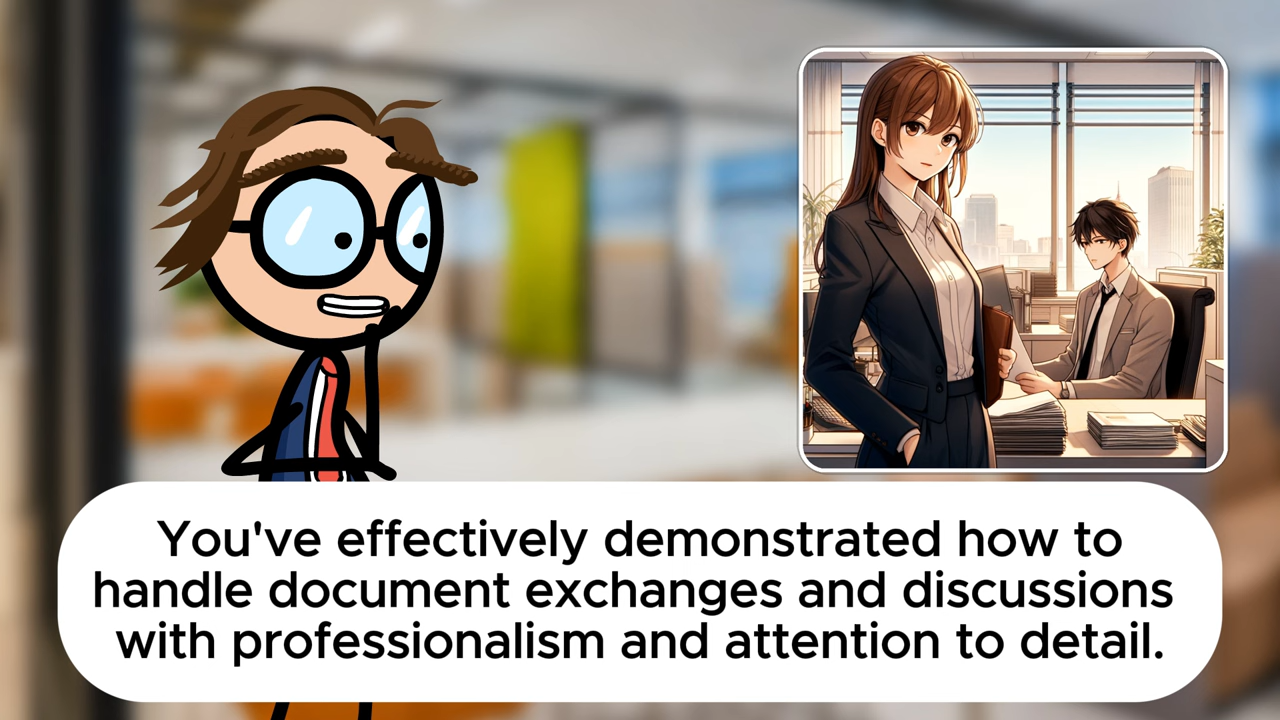 You've effectively demonstrated how to
handle document exchanges and discussions
with professionalism and attention to detail.